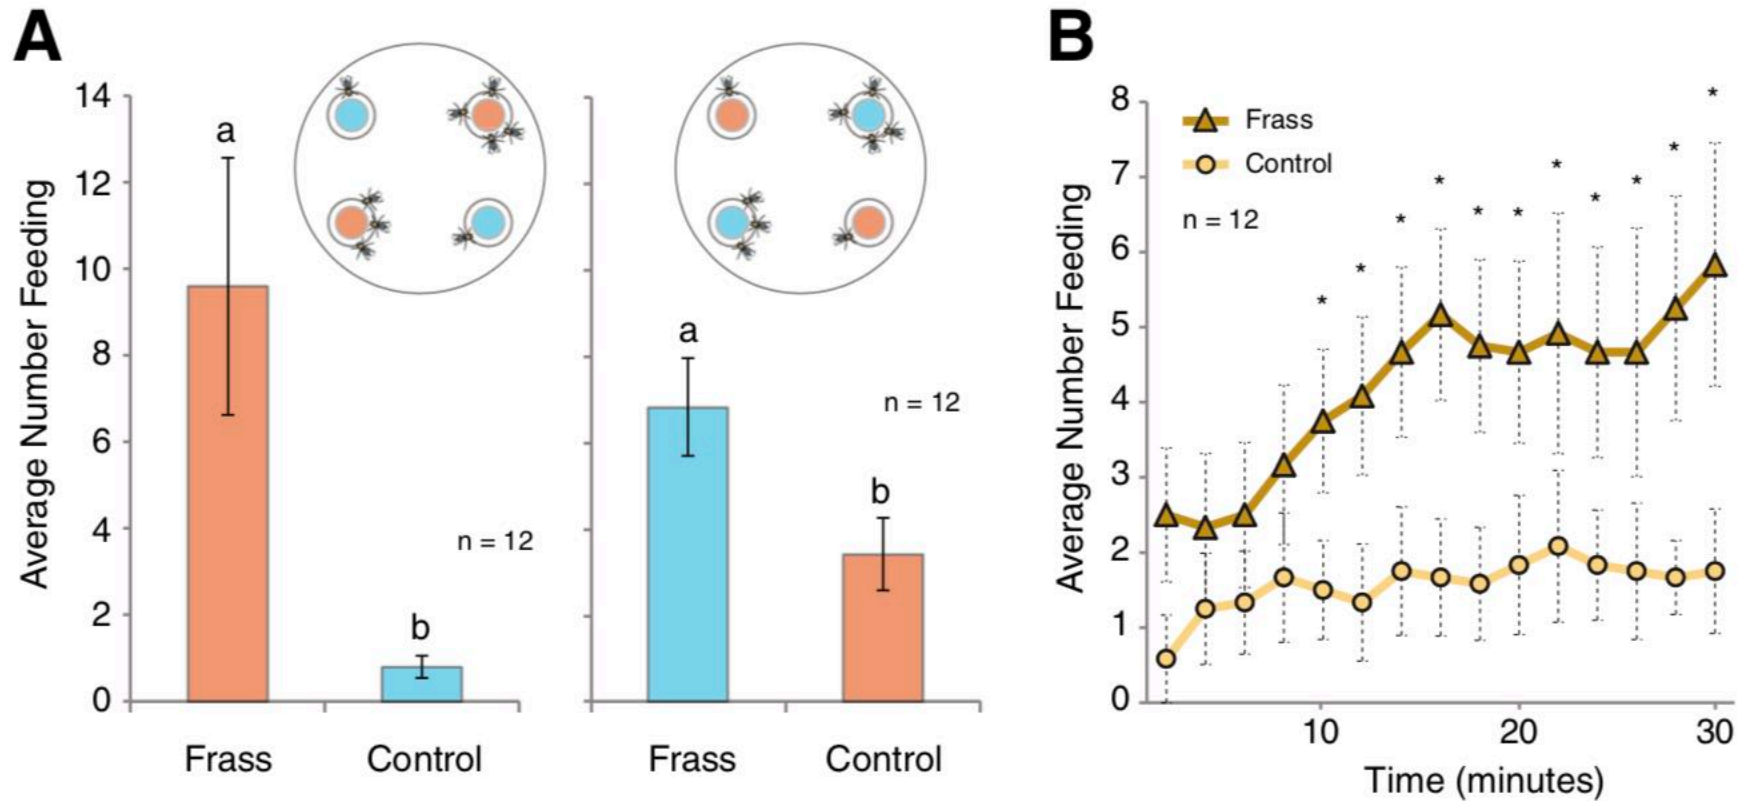 A
Average Number Feeding
14
12
10
8
6
4
2
0
a
b
n = 12
Frass
Control
a
b
n = 12
Frass
Control
B
Average Number Feeding
8
7
6
5
4
3
2
1
0
Frass
Control
n = 12
* * * * * * * * * * *
10 20 30
Time (minutes)